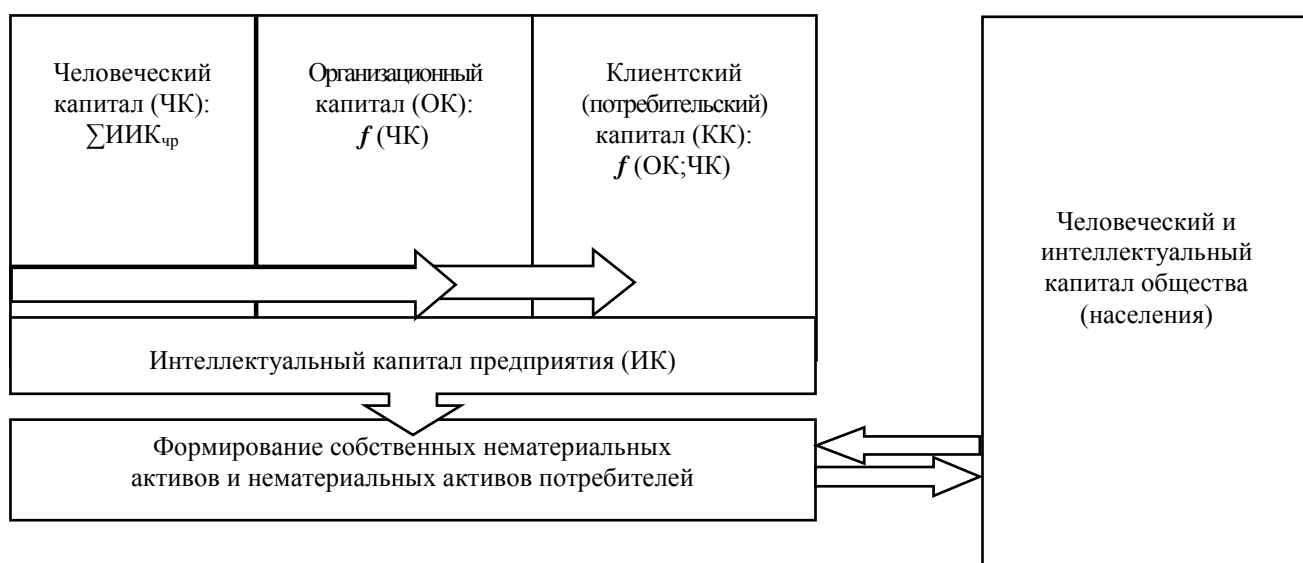 Человеческий
капитал (ЧК):
∑ИИКчр
Организационный
капитал (ОК):
f (ЧК)
Клиентский
(потребительский)
капитал (КК):
f (ОК;ЧК)
Человеческий и
интеллектуальный
капитал общества
(населения)
Интеллектуальный капитал предприятия (ИК)
Формирование собственных нематериальных
активов и нематериальных активов потребителей